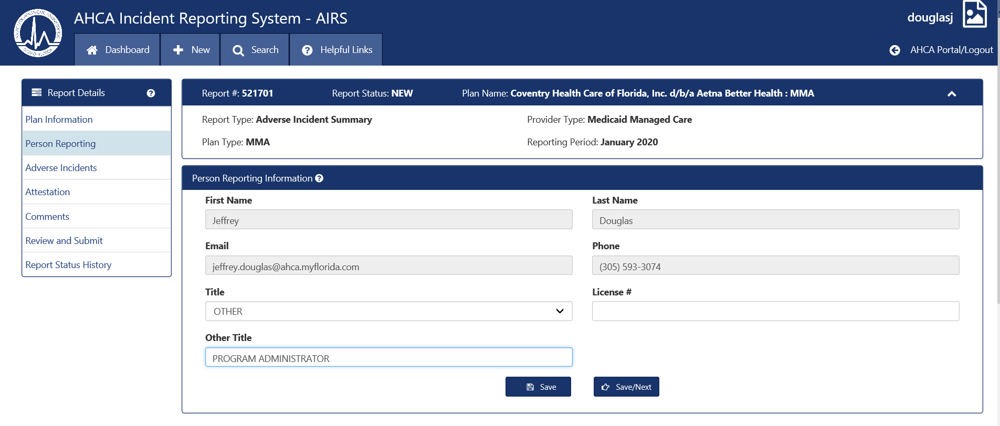 AHCA Incident Reporting System - AIRS
douglasj
Dashboard
New
Search
Helpful Links
AHCA Portal/Logout
Report Details
Plan Information
Person Reporting
Adverse Incidents
Attestation
Comments
Review and Submit
Report Status History
Report #: 521701 Report Status: NEW Plan Name: Coventry Health Care of Florida, Inc. d/b/a Aetna Better Health : MMA
Report Type: Adverse Incident Summary Provider Type: Medicaid Managed Care
Plan Type: MMA Reporting Period: January 2020
Person Reporting Information
First Name Last Name
Jeffrey Douglas
Email Phone
jeffrey.douglas@ahca.myflorida.com (305) 593-3074
Title License #
OTHER
Other Title
PROGRAM ADMINISTRATOR
Save Save/Next